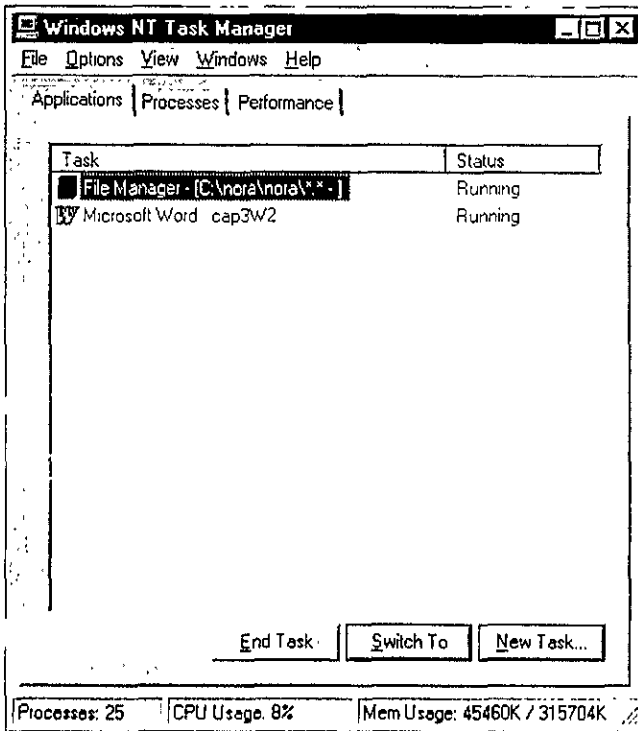 Windows NT Task Manager
File Options View Windows Help
Applications Processes Performance
Task Status
File Manager - [C:\nora\nora\*.* - ] Running
Microsoft Word cap3W2 Running
End Task Switch To New Task...
Processes: 25 CPU Usage. 8% Mem Usage: 45460K / 315704K